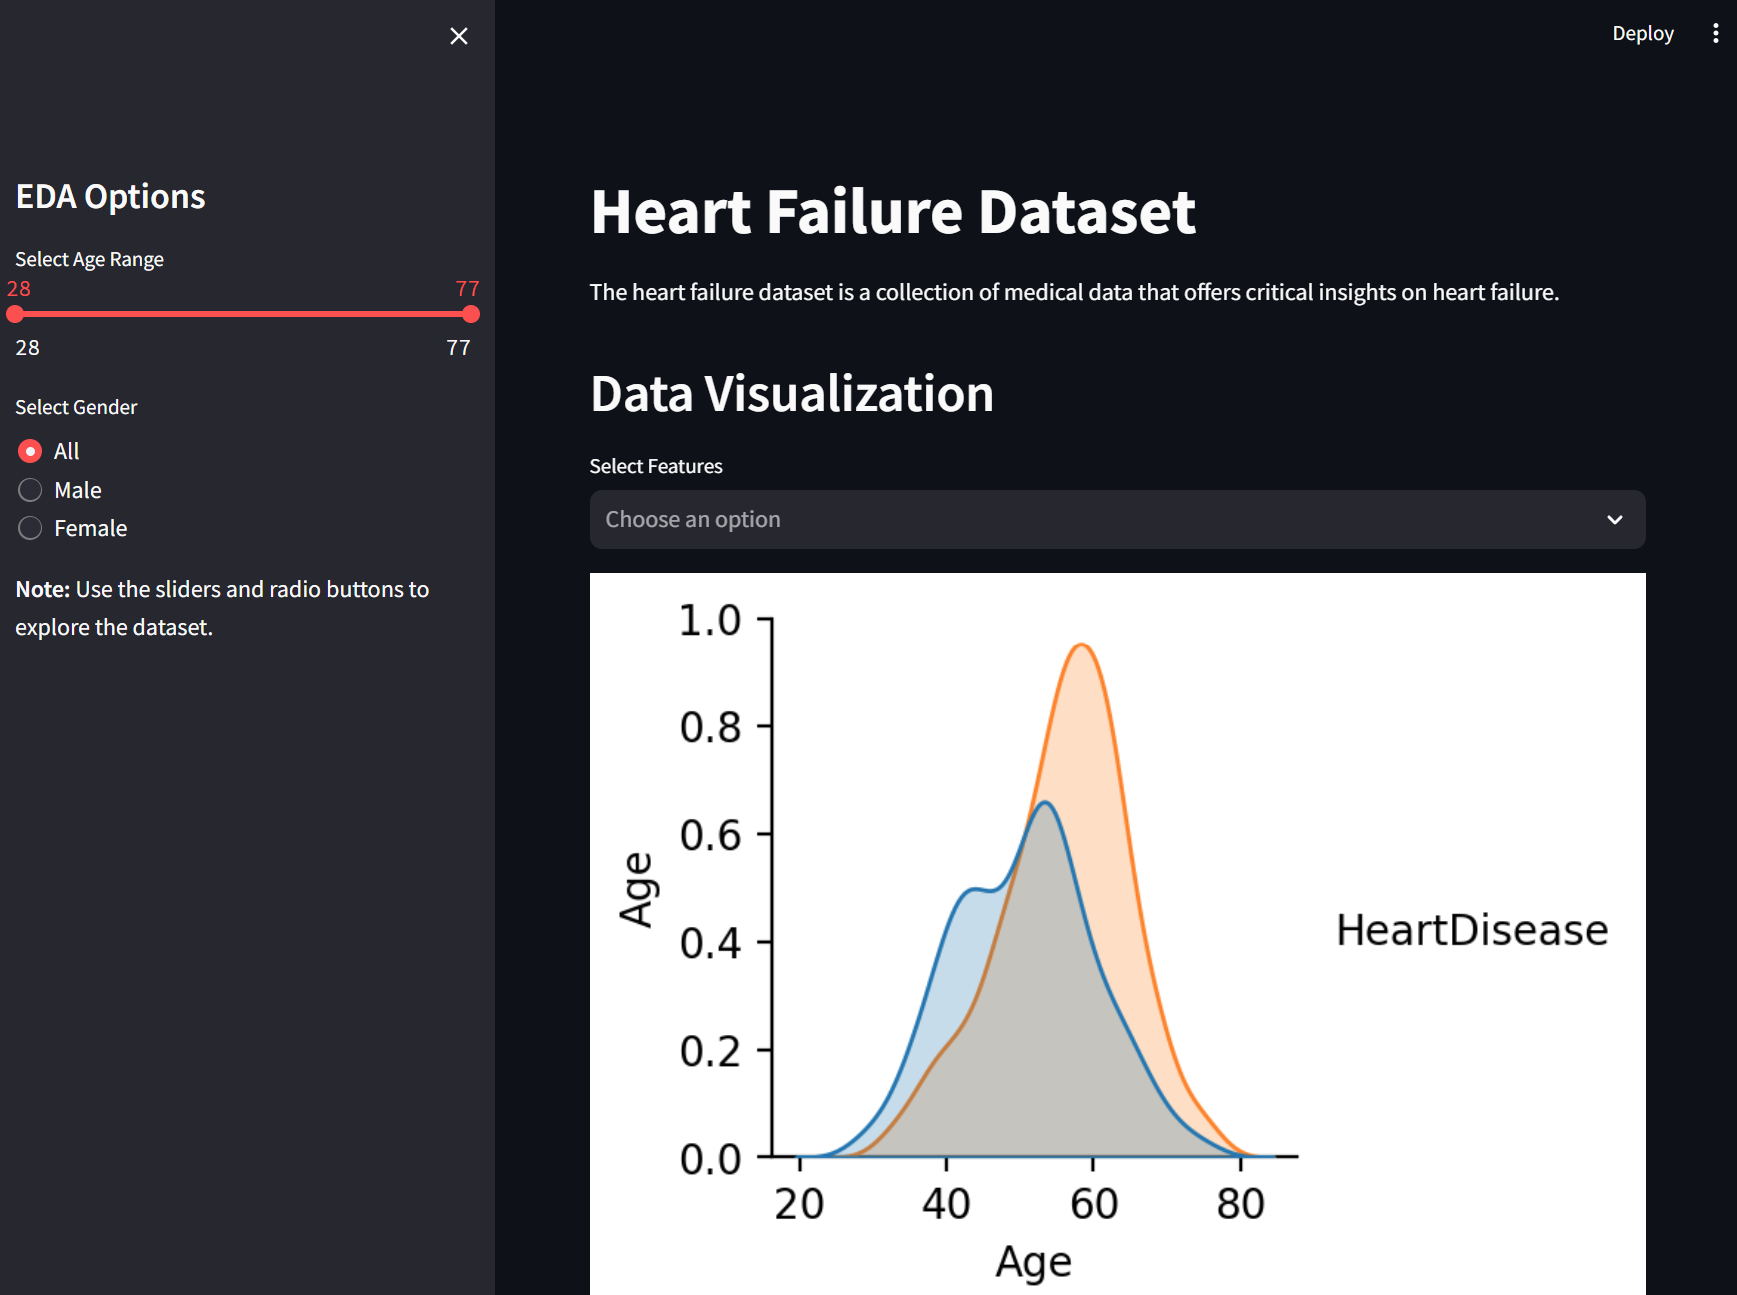 Deploy
EDA Options
Select Age Range
28 77
28 77
Select Gender
All
Male
Female
Note: Use the sliders and radio buttons to
explore the dataset.
Heart Failure Dataset
The heart failure dataset is a collection of medical data that offers critical insights on heart failure.
Data Visualization
Select Features
Choose an option
1.0
0.8
0.6
0.4
0.2
0.0
Age
20 40 60 80
Age
HeartDisease